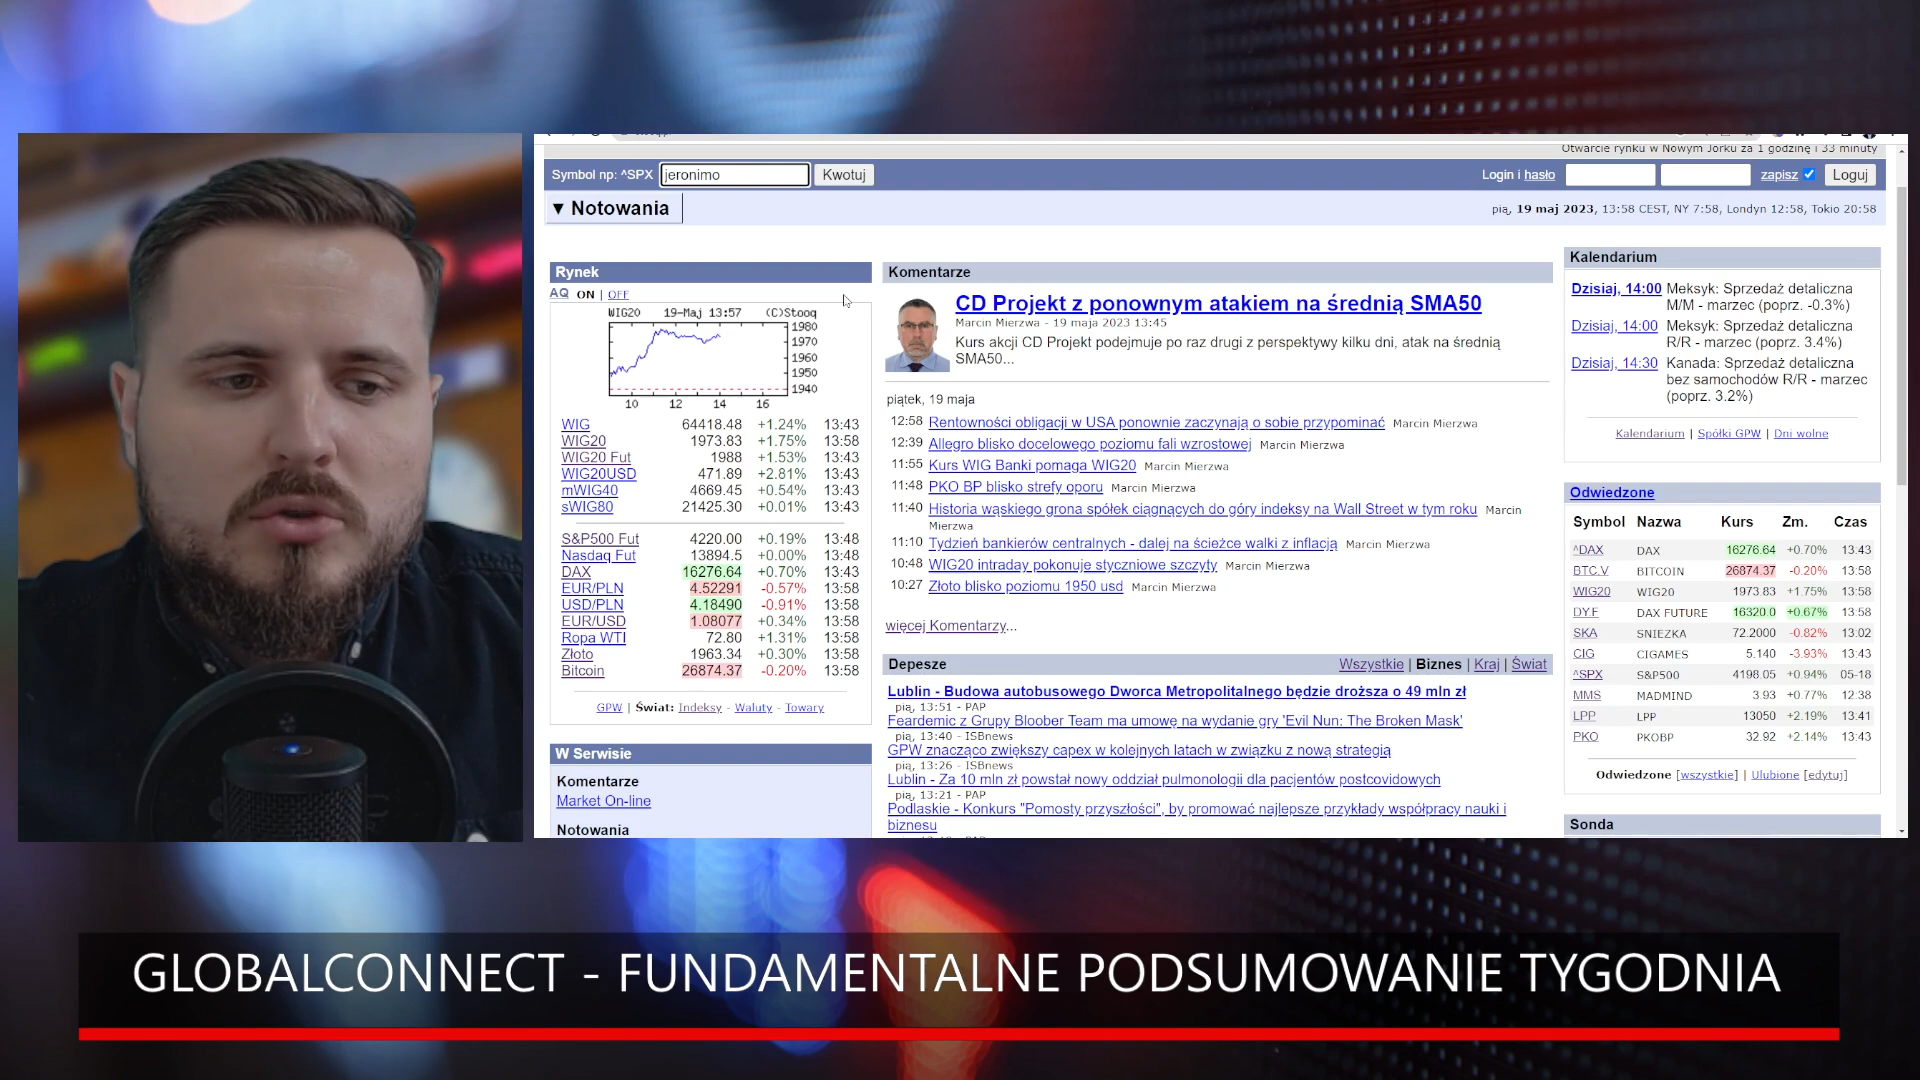 Otwarcie rynku w Nowym Jorku za 1 godzinę i 33 minuty
Symbol np: ^SPX jeronimo Kwotuj Login i hasło zapisz Loguj
▼ Notowania
pią, 19 maj 2023, 13:58 CEST, NY 7:58, Londyn 12:58, Tokio 20:58
Rynek
AQ ON | OFF
WIG20 19-Maj 13:57 (C)Stooq
1980
1970
1960
1950
1940
10 12 14 16
WIG 64418.48 +1.24% 13:43
WIG20 1973.83 +1.75% 13:58
WIG20 Fut 1988 +1.53% 13:43
WIG20USD 471.89 +2.81% 13:43
mWIG40 4669.45 +0.54% 13:43
sWIG80 21425.30 +0.01% 13:43
S&P500 Fut 4220.00 +0.19% 13:48
Nasdaq Fut 13894.5 +0.00% 13:48
DAX 16276.64 +0.70% 13:43
EUR/PLN 4.52291 -0.57% 13:58
USD/PLN 4.18490 -0.91% 13:58
EUR/USD 1.08077 +0.34% 13:58
Ropa WTI 72.80 +1.31% 13:58
Złoto 1963.34 +0.30% 13:58
Bitcoin 26874.37 -0.20% 13:58
GPW | Świat: Indeksy - Waluty - Towary
W Serwisie
Komentarze
Market On-line
Notowania
Komentarze
CD Projekt z ponownym atakiem na średnią SMA50
Marcin Mierzwa - 19 maja 2023 13:45
Kurs akcji CD Projekt podejmuje po raz drugi z perspektywy kilku dni, atak na średnią
SMA50...
piątek, 19 maja
12:58 Rentowności obligacji w USA ponownie zaczynają o sobie przypominać Marcin Mierzwa
12:39 Allegro blisko docelowego poziomu fali wzrostowej Marcin Mierzwa
11:55 Kurs WIG Banki pomaga WIG20 Marcin Mierzwa
11:48 PKO BP blisko strefy oporu Marcin Mierzwa
11:40 Historia wąskiego grona spółek ciągnących do góry indeksy na Wall Street w tym roku Marcin
Mierzwa
11:10 Tydzień bankierów centralnych - dalej na ścieżce walki z inflacją Marcin Mierzwa
10:48 WIG20 intraday pokonuje styczniowe szczyty Marcin Mierzwa
10:27 Złoto blisko poziomu 1950 usd Marcin Mierzwa
więcej Komentarzy...
Depesze Wszystkie | Biznes | Kraj | Świat
Lublin - Budowa autobusowego Dworca Metropolitalnego będzie droższa o 49 mln zł
pią, 13:51 - PAP
Feardemic z Grupy Bloober Team ma umowę na wydanie gry 'Evil Nun: The Broken Mask'
pią, 13:40 - ISBnews
GPW znacząco zwiększy capex w kolejnych latach w związku z nową strategią
pią, 13:26 - ISBnews
Lublin - Za 10 mln zł powstał nowy oddział pulmonologii dla pacjentów postcovidowych
pią, 13:21 - PAP
Podlaskie - Konkurs "Pomosty przyszłości", by promować najlepsze przykłady współpracy nauki i
biznesu
Kalendarium
Dzisiaj, 14:00 Meksyk: Sprzedaż detaliczna
M/M - marzec (poprz. -0.3%)
Dzisiaj, 14:00 Meksyk: Sprzedaż detaliczna
R/R - marzec (poprz. 3.4%)
Dzisiaj, 14:30 Kanada: Sprzedaż detaliczna
bez samochodów R/R - marzec
(poprz. 3.2%)
Kalendarium | Spółki GPW | Dni wolne
Odwiedzone
Symbol Nazwa Kurs Zm. Czas
^DAX DAX 16276.64 +0.70% 13:43
BTC.V BITCOIN 26874.37 -0.20% 13:58
WIG20 WIG20 1973.83 +1.75% 13:58
DY.F DAX FUTURE 16320.0 +0.67% 13:58
SKA SNIEZKA 72.2000 -0.82% 13:02
CIG CIGAMES 5.140 -3.93% 13:43
^SPX S&P500 4198.05 +0.94% 05-18
MMS MADMIND 3.93 +0.77% 12:38
LPP LPP 13050 +2.19% 13:41
PKO PKOBP 32.92 +2.14% 13:43
Odwiedzone [wszystkie] | Ulubione [edytuj]
Sonda
GLOBALCONNECT - FUNDAMENTALNE PODSUMOWANIE TYGODNIA